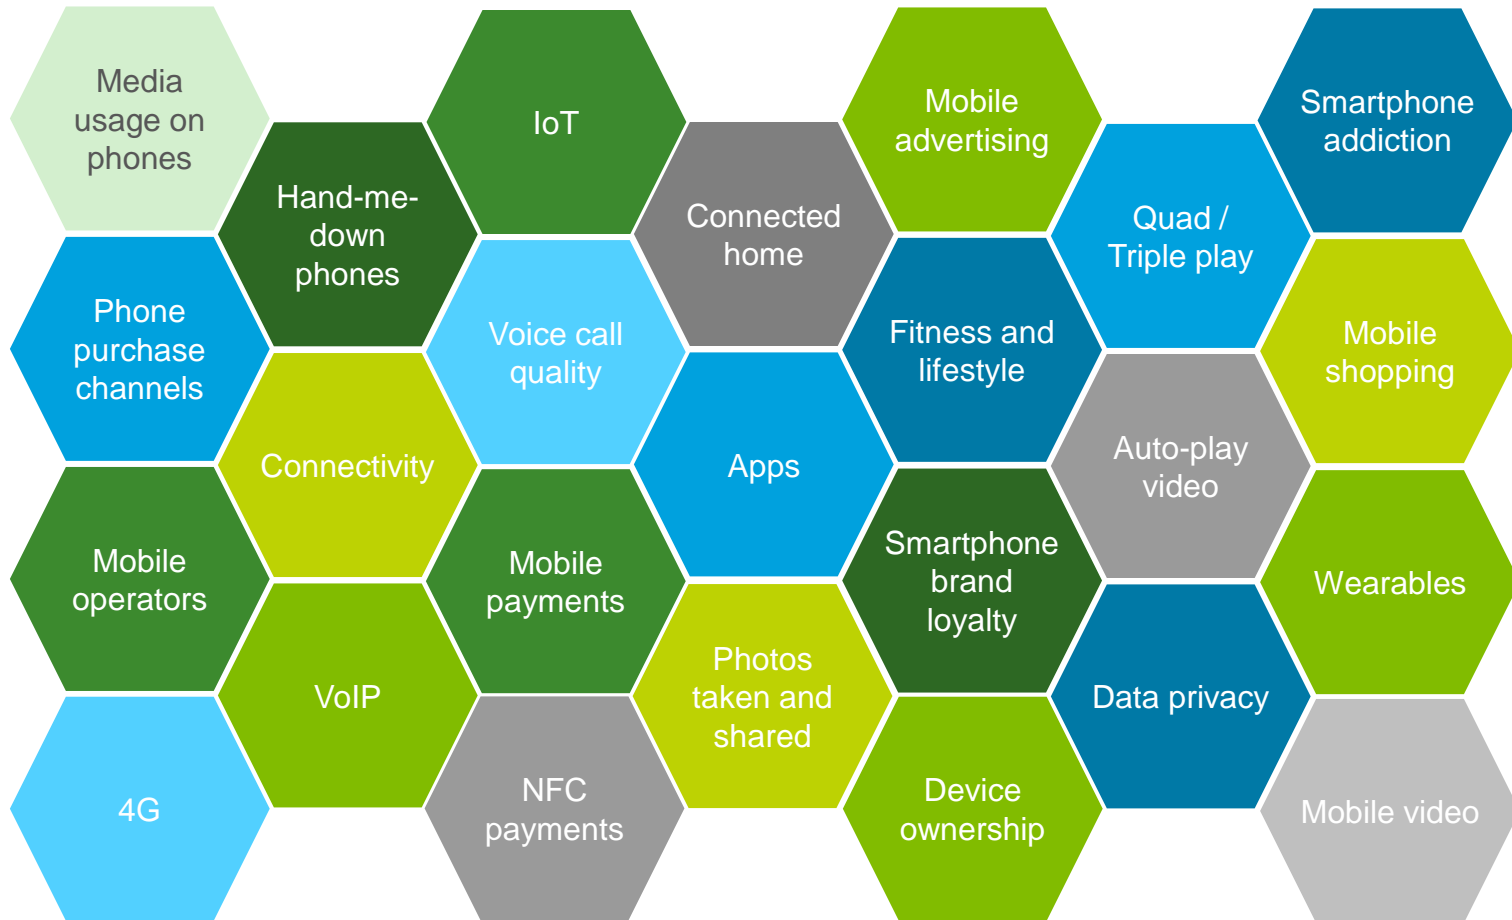 Media
usage on
phones
IoT
Mobile
advertising
Smartphone
addiction
Hand-me-
down
phones
Connected
home
Quad /
Triple play
Phone
purchase
channels
Voice call
quality
Fitness and
lifestyle
Mobile
shopping
Connectivity
Apps
Auto-play
video
Mobile
operators
Mobile
payments
Smartphone
brand
loyalty
Wearables
VoIP
Photos
taken and
shared
Data privacy
4G
NFC
payments
Device
ownership
Mobile video